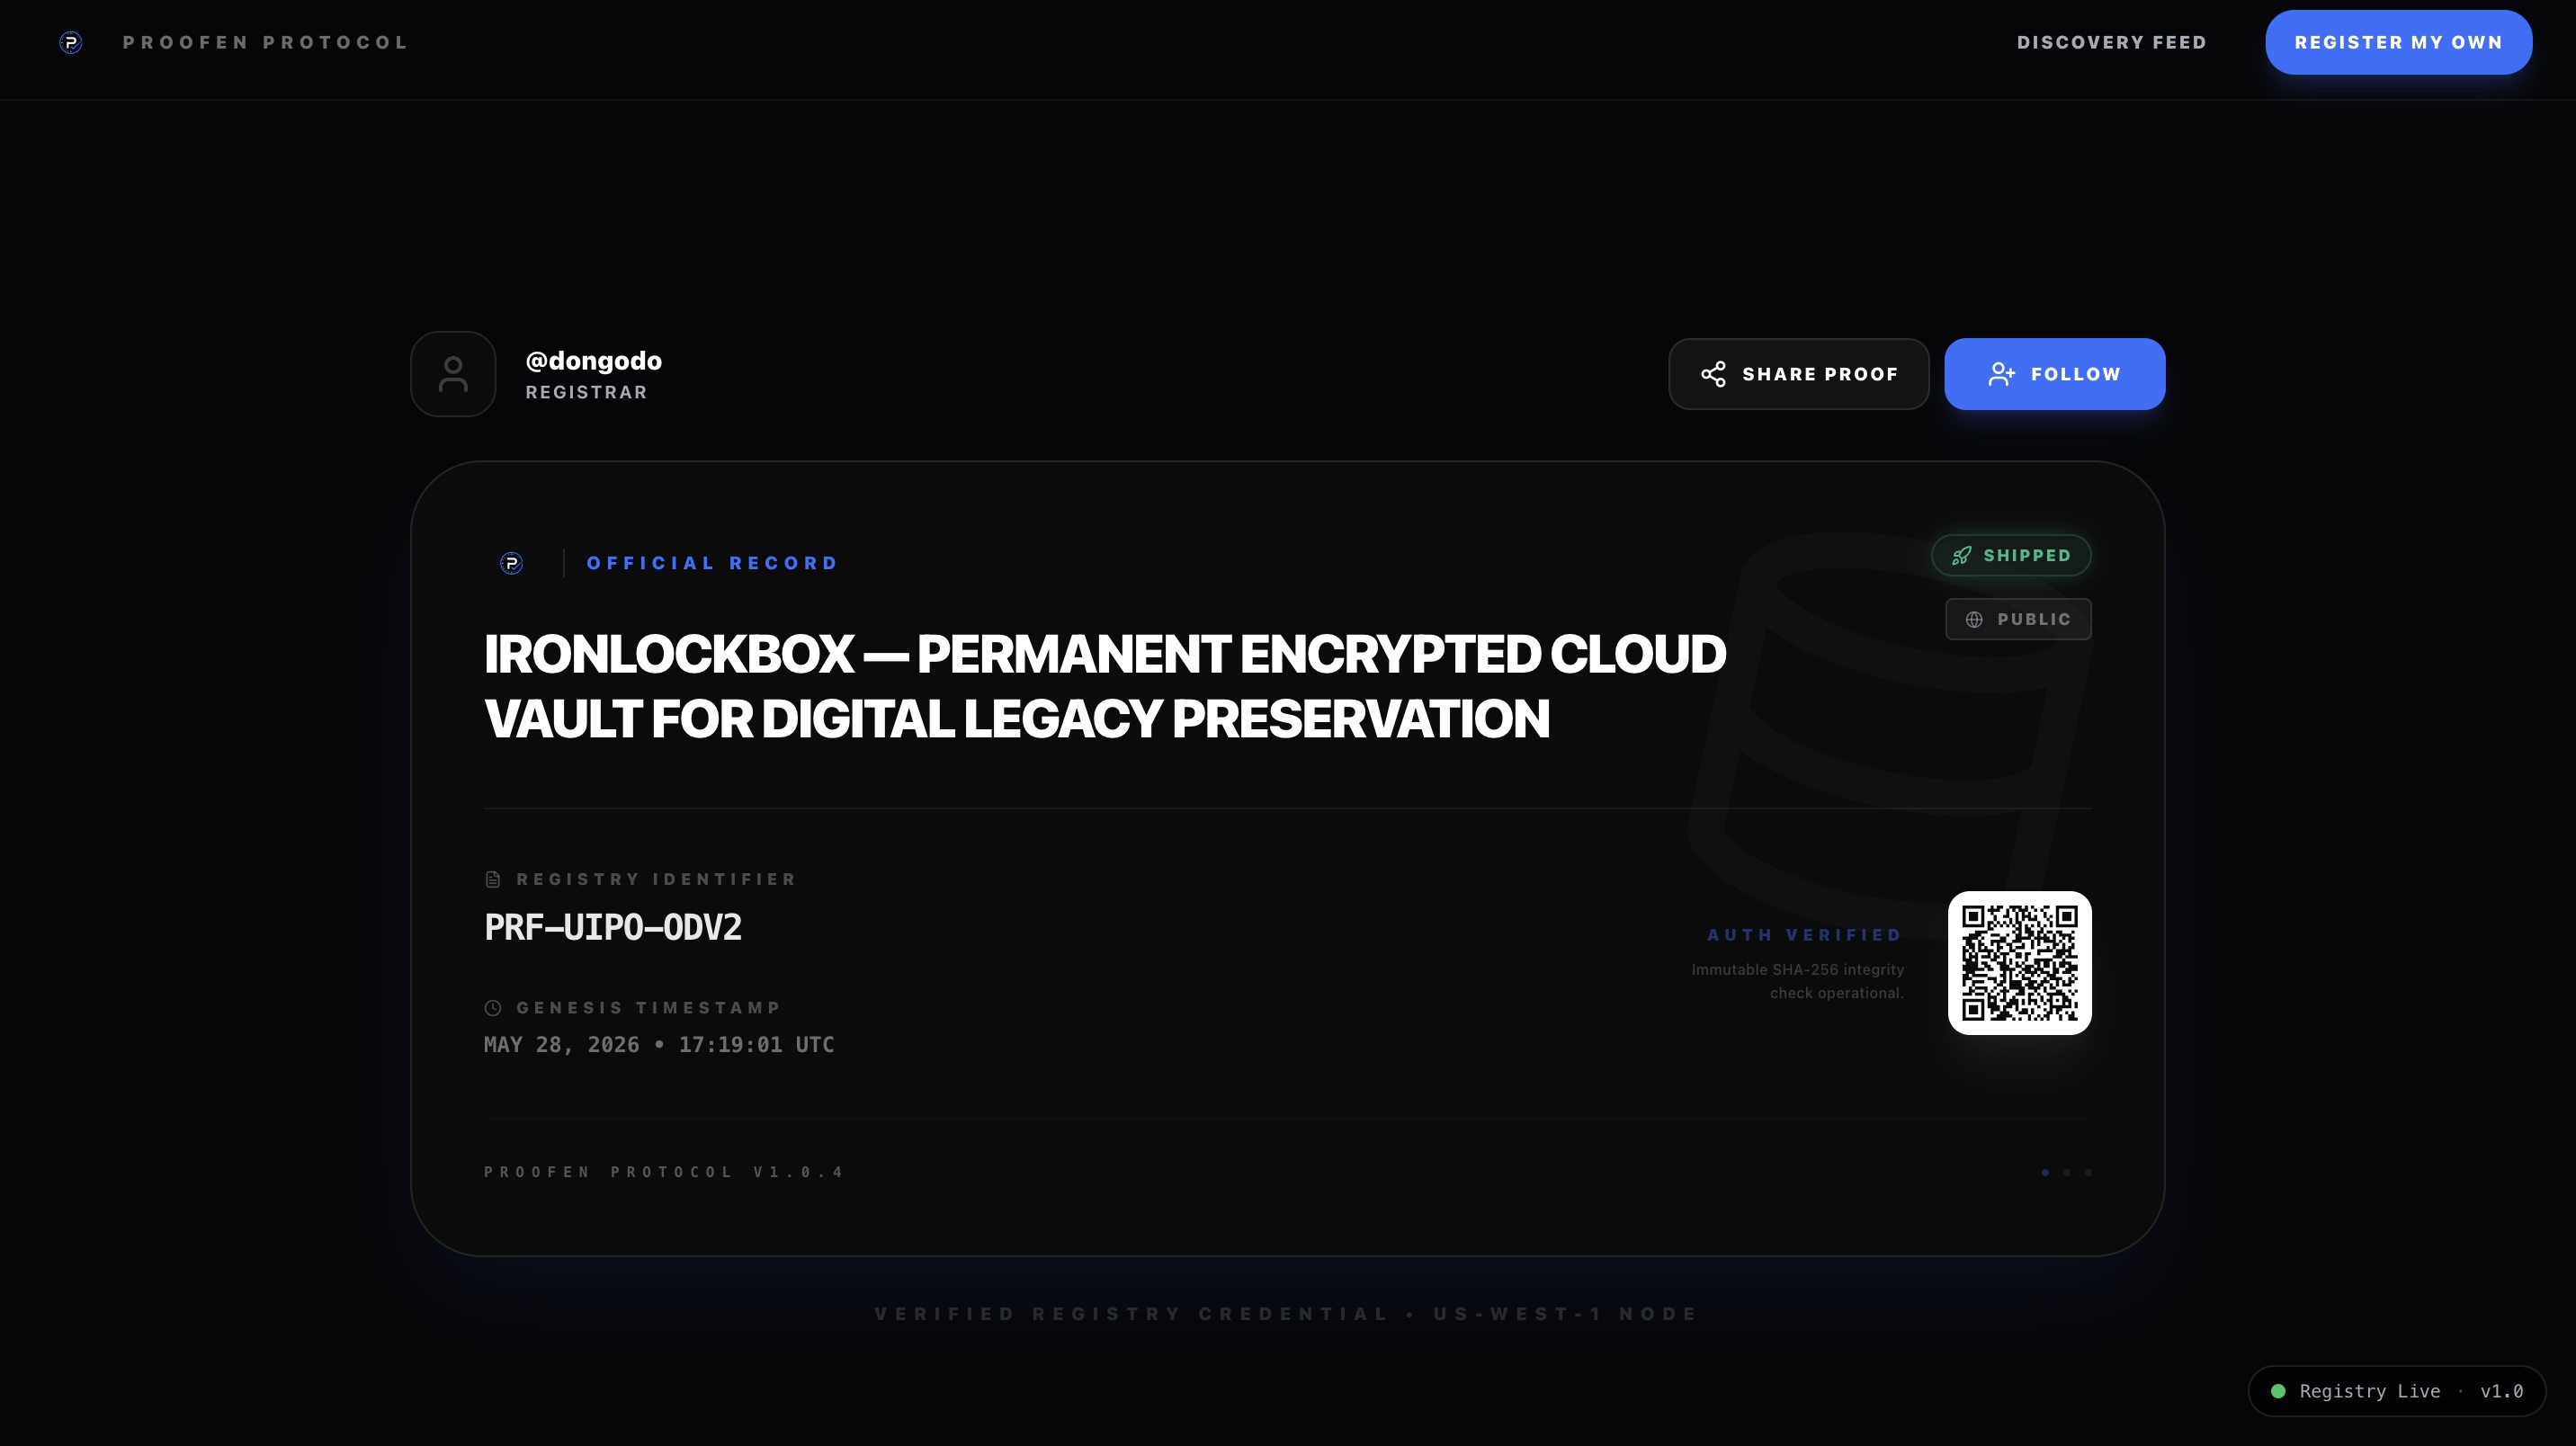 PROOFEN PROTOCOL
DISCOVERY FEED
REGISTER MY OWN
@dongodo
REGISTRAR
SHARE PROOF
FOLLOW
OFFICIAL RECORD
SHIPPED
PUBLIC
IRONLOCKBOX — PERMANENT ENCRYPTED CLOUD
VAULT FOR DIGITAL LEGACY PRESERVATION
REGISTRY IDENTIFIER
PRF-UIPO-ODV2
GENESIS TIMESTAMP
MAY 28, 2026 • 17:19:01 UTC
AUTH VERIFIED
Immutable SHA-256 integrity
check operational.
PROOFEN PROTOCOL V1.0.4
VERIFIED REGISTRY CREDENTIAL • US-WEST-1 NODE
Registry Live · v1.0